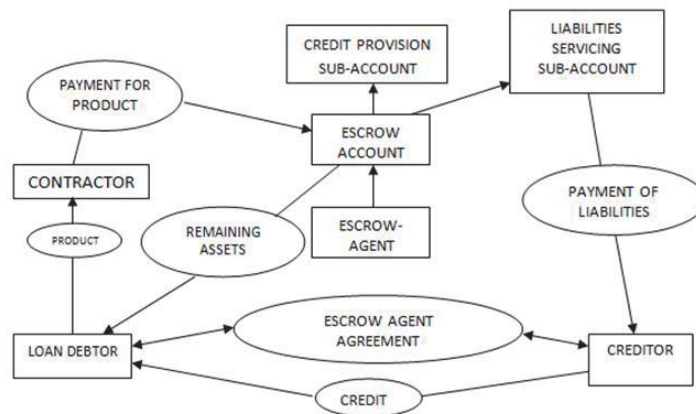 CREDIT PROVISION
SUB-ACCOUNT
LIABILITIES
SERVICING
SUB-ACCOUNT
PAYMENT FOR
PRODUCT
ESCROW
ACCOUNT
CONTRACTOR
PAYMENT OF
LIABILITIES
PRODUCT
REMAINING
ASSETS
ESCROW-
AGENT
LOAN DEBTOR
ESCROW AGENT
AGREEMENT
CREDITOR
CREDIT